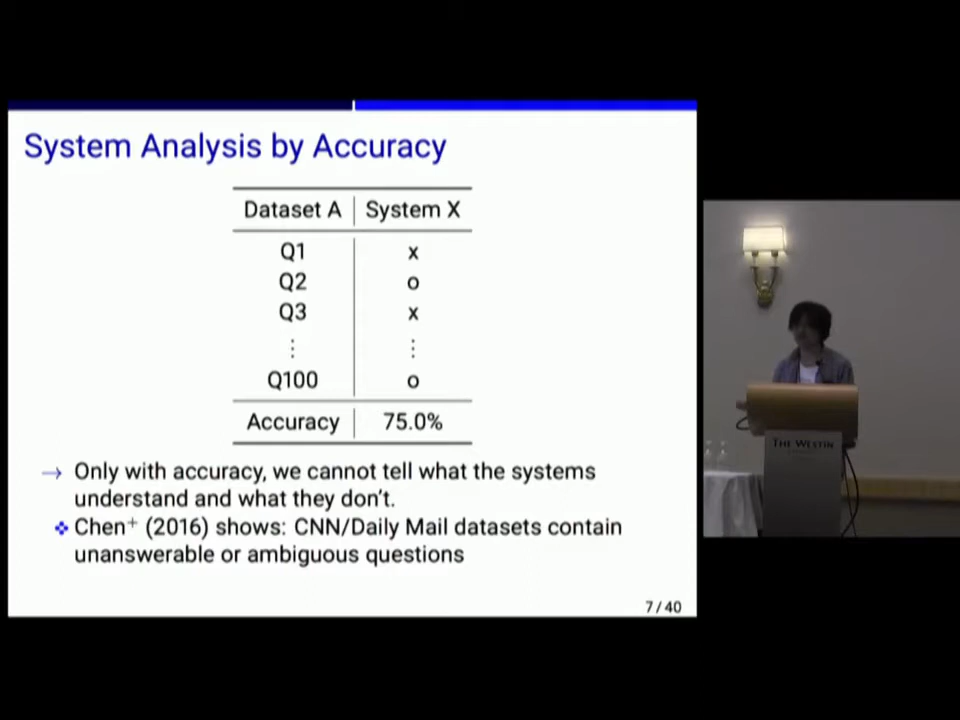 System Analysis by Accuracy
Dataset A System X
Q1 x
Q2 o
Q3 x
⋮ ⋮
Q100 o
Accuracy 75.0%
→ Only with accuracy, we cannot tell what the systems
understand and what they don't.
❖ Chen⁺ (2016) shows: CNN/Daily Mail datasets contain
unanswerable or ambiguous questions
7 / 40
THE WESTIN